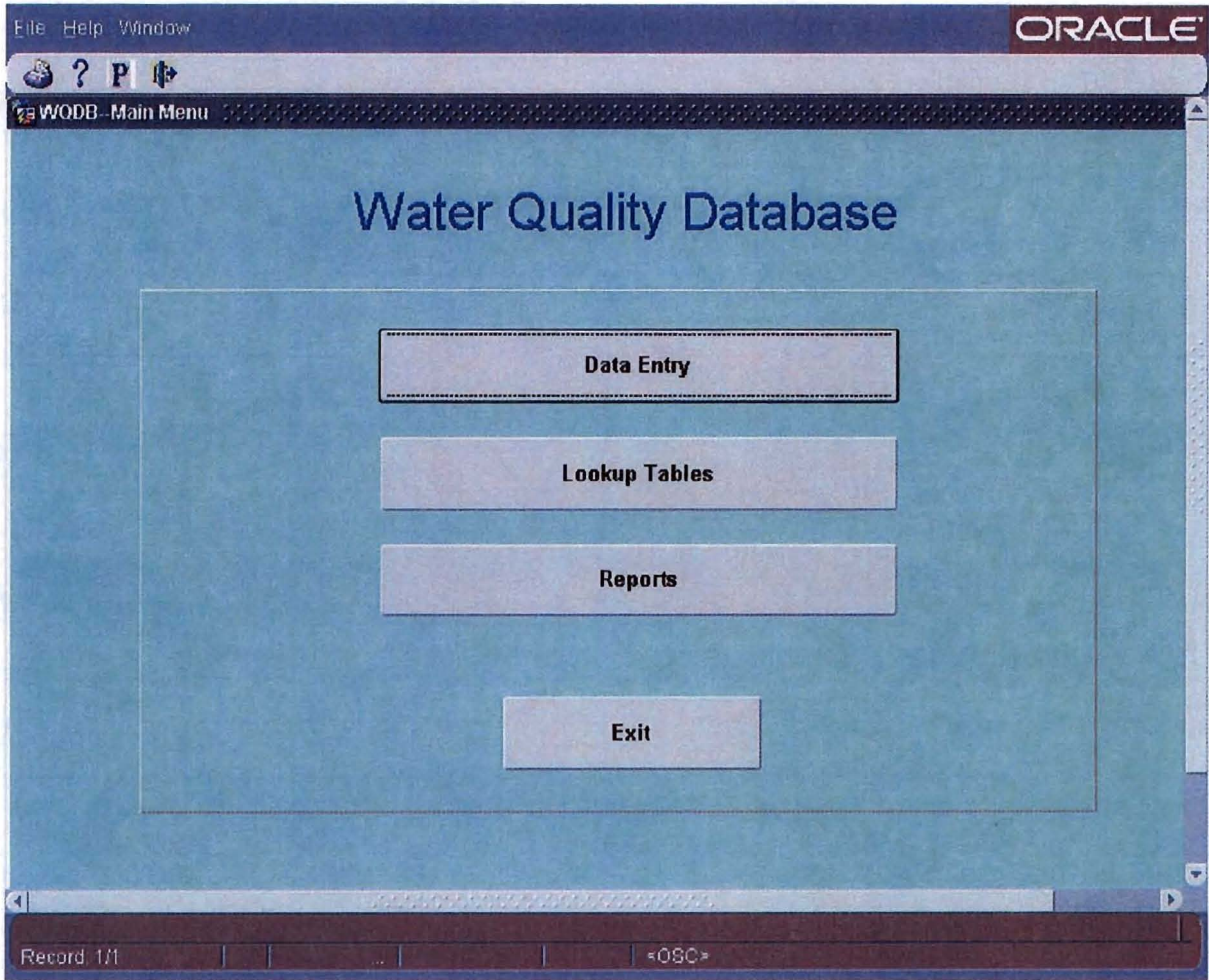 File Help Window
ORACLE
? P
WQDB--Main Menu
Water Quality Database
Data Entry
Lookup Tables
Reports
Exit
Record: 1/1 ... <OSC>